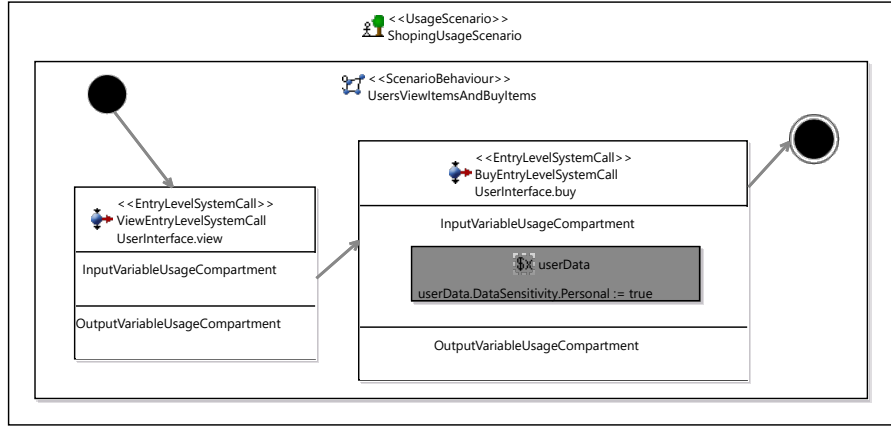 <<UsageScenario>>
ShopingUsageScenario
<<ScenarioBehaviour>>
UsersViewItemsAndBuyItems
<<EntryLevelSystemCall>>
ViewEntryLevelSystemCall
UserInterface.view
InputVariableUsageCompartment
OutputVariableUsageCompartment
<<EntryLevelSystemCall>>
BuyEntryLevelSystemCall
UserInterface.buy
InputVariableUsageCompartment
$X userData
userData.DataSensitivity.Personal := true
OutputVariableUsageCompartment